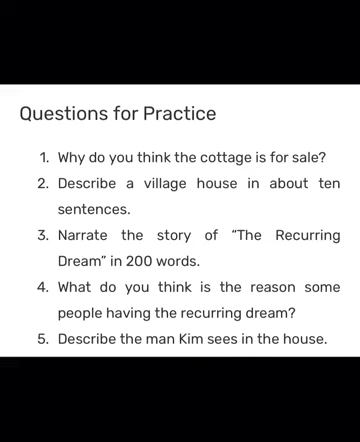 Questions for Practice
1. Why do you think the cottage is for sale?
2. Describe a village house in about ten
sentences.
3. Narrate the story of “The Recurring
Dream” in 200 words.
4. What do you think is the reason some
people having the recurring dream?
5. Describe the man Kim sees in the house.